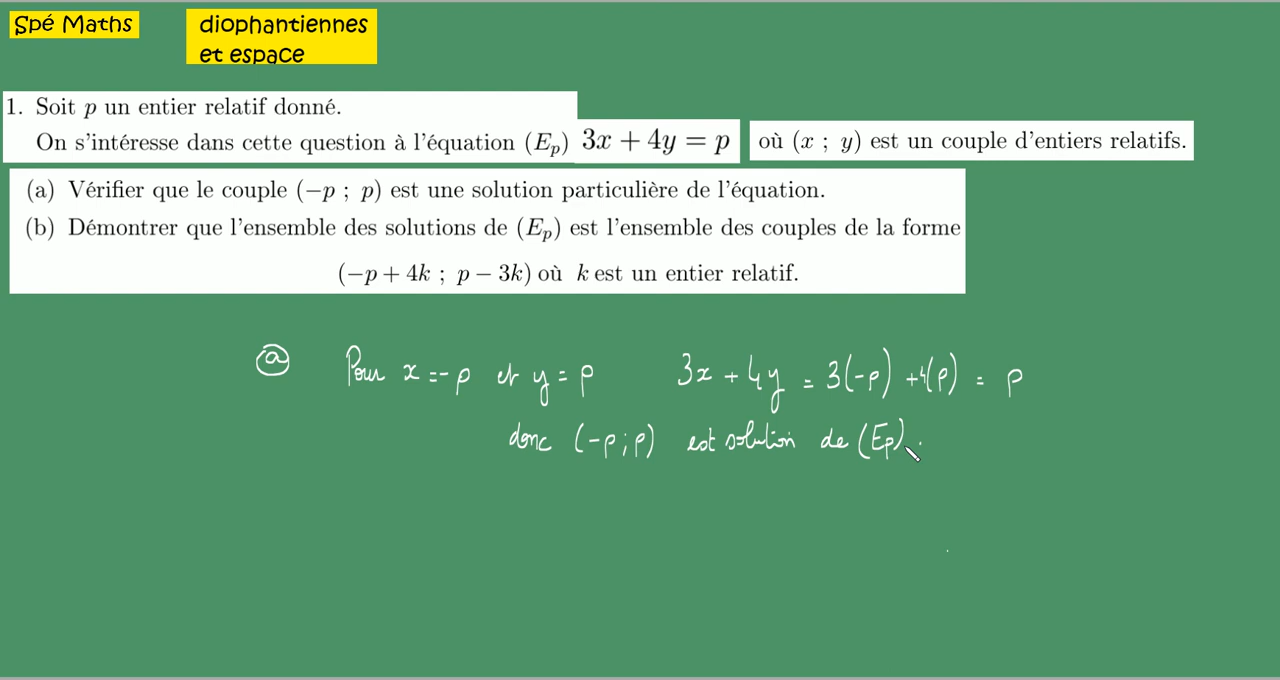 Spé Maths
diophantiennes
et espace
1. Soit p un entier relatif donné.
On s'intéresse dans cette question à l'équation (Eₚ) 3x + 4y = p où (x ; y) est un couple d'entiers relatifs.
(a) Vérifier que le couple (−p ; p) est une solution particulière de l'équation.
(b) Démontrer que l'ensemble des solutions de (Eₚ) est l'ensemble des couples de la forme
(−p + 4k ; p − 3k) où k est un entier relatif.
ⓐ Pour x = -p et y = p 3x + 4y = 3(-p) + 4(p) = p
donc (-p ; p) est solution de (Ep).